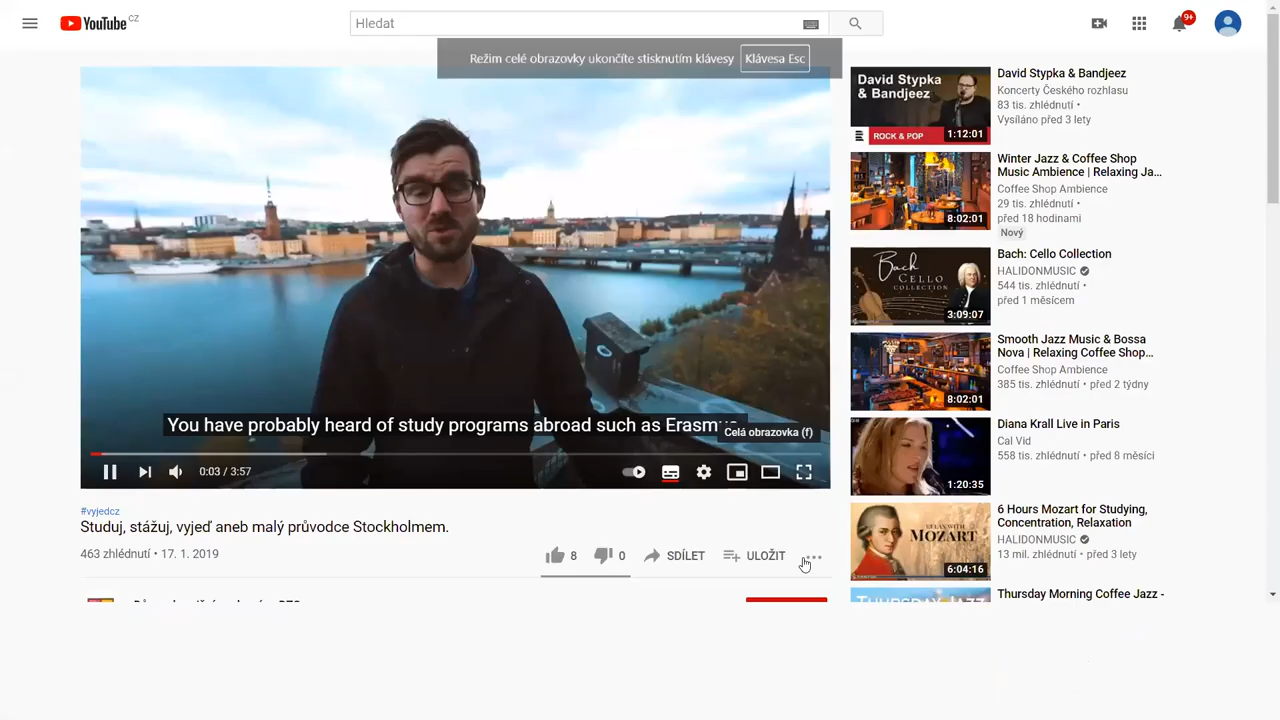 YouTube CZ
Hledat
9+
Režim celé obrazovky ukončíte stisknutím klávesy Klávesa Esc
You have probably heard of study programs abroad such as Erasmus
Celá obrazovka (f)
0:03 / 3:57
#vyjedcz
Studuj, stážuj, vyjeď aneb malý průvodce Stockholmem.
463 zhlédnutí • 17. 1. 2019
8
0
SDÍLET
ULOŽIT
David Stypka
& Bandjeez
ROCK & POP
1:12:01
David Stypka & Bandjeez
Koncerty Českého rozhlasu
83 tis. zhlédnutí •
Vysíláno před 3 lety
8:02:01
Winter Jazz & Coffee Shop
Music Ambience | Relaxing Ja...
Coffee Shop Ambience
29 tis. zhlédnutí •
před 18 hodinami
Nový
Bach
CELLO
COLLECTION
3:09:07
Bach: Cello Collection
HALIDONMUSIC
544 tis. zhlédnutí •
před 1 měsícem
8:02:01
Smooth Jazz Music & Bossa
Nova | Relaxing Coffee Shop...
Coffee Shop Ambience
385 tis. zhlédnutí • před 2 týdny
1:20:35
Diana Krall Live in Paris
Cal Vid
558 tis. zhlédnutí • před 8 měsíci
RELAX WITH
MOZART
6:04:16
6 Hours Mozart for Studying,
Concentration, Relaxation
HALIDONMUSIC
13 mil. zhlédnutí • před 3 lety
THURSDAY JAZZ
Thursday Morning Coffee Jazz -